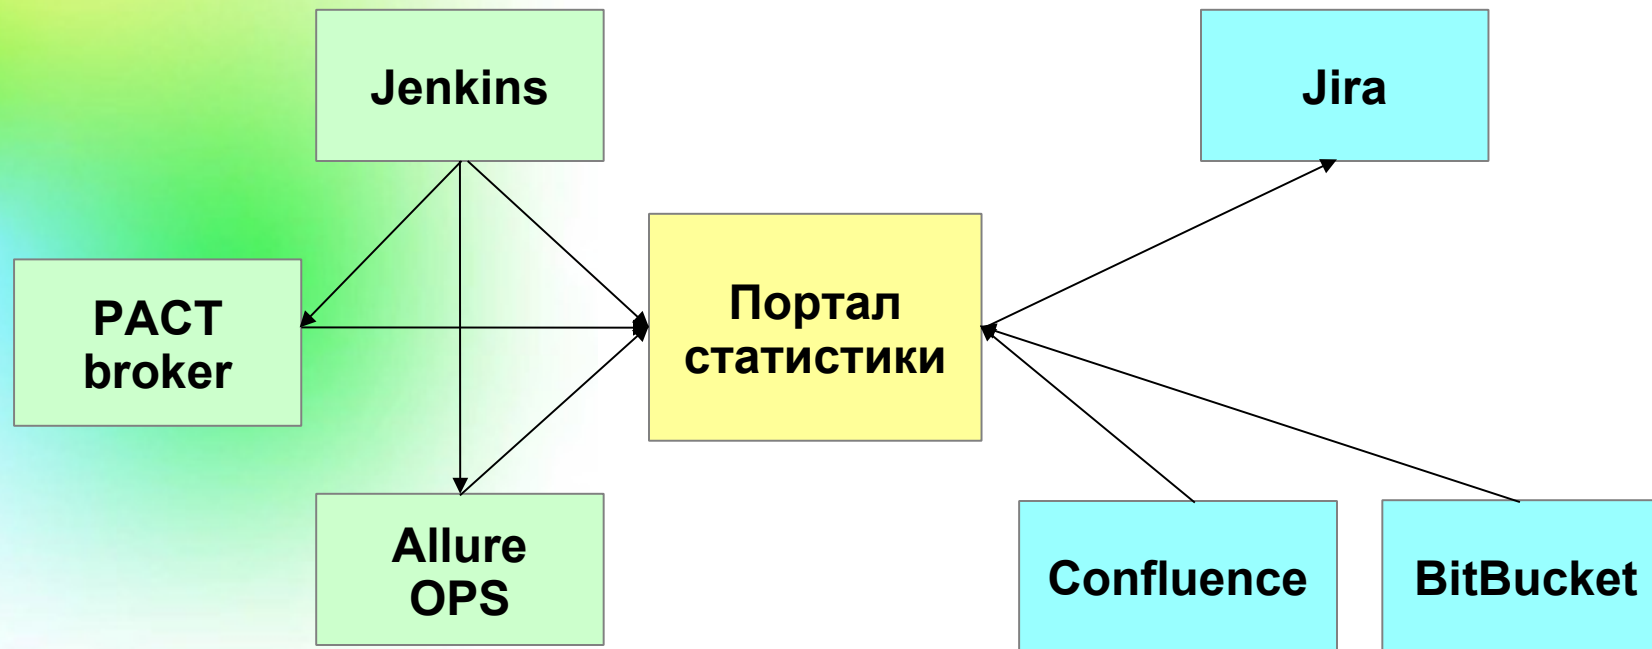 Jenkins
Jira
PACT
broker
Портал
статистики
Allure
OPS
Confluence
BitBucket